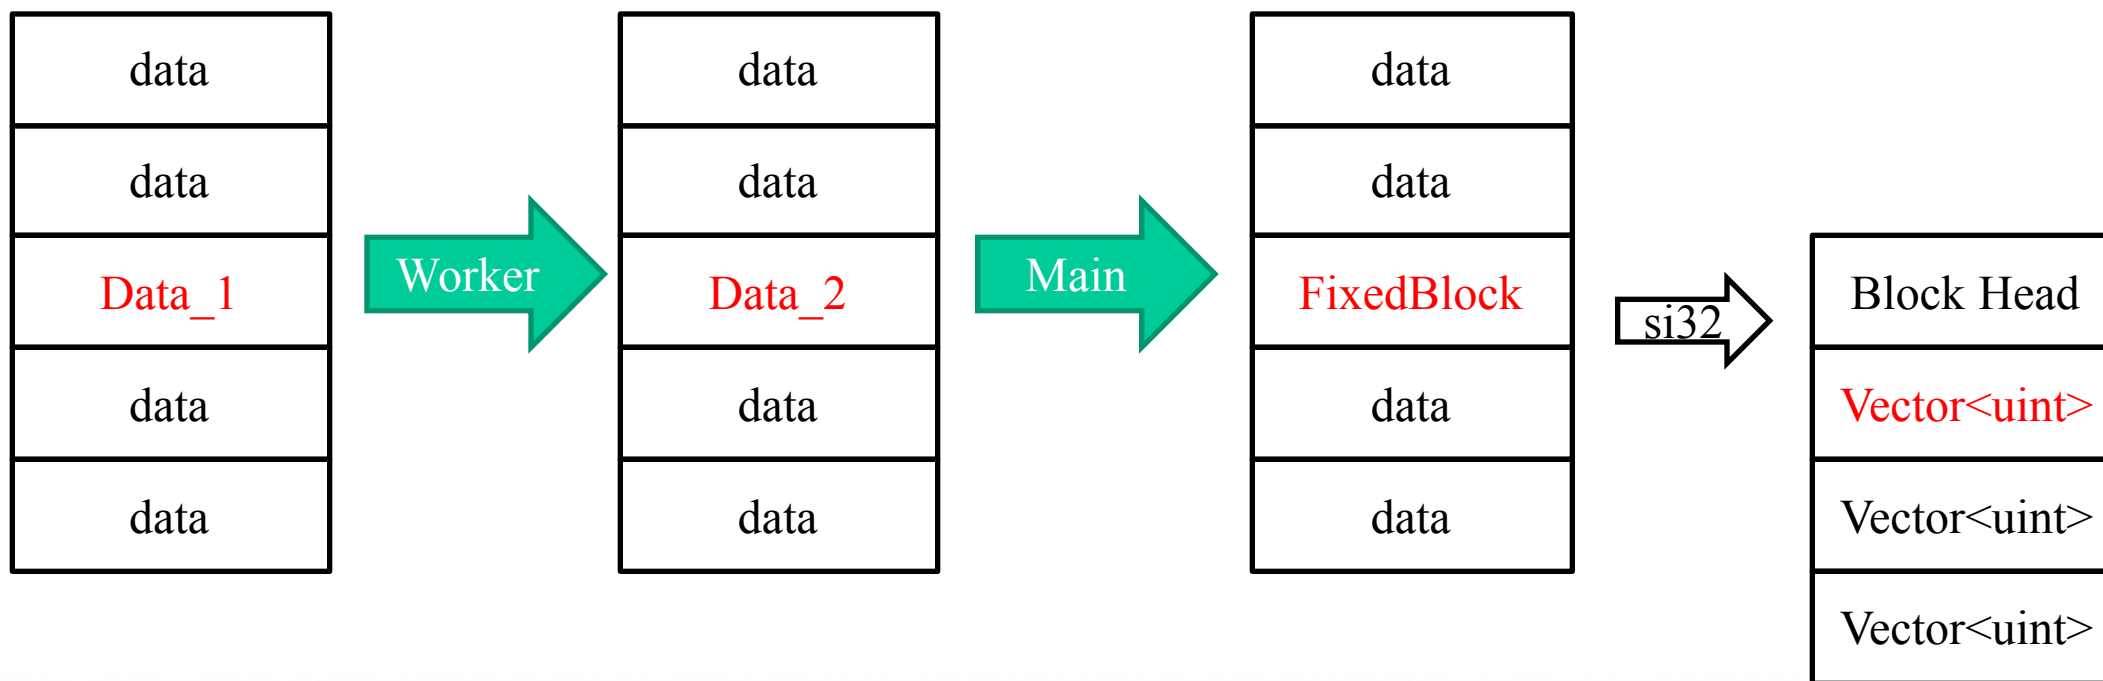 data
data
Data_1
data
data
Worker
data
data
Data_2
data
data
Main
data
data
FixedBlock
data
data
si32
Block Head
Vector<uint>
Vector<uint>
Vector<uint>